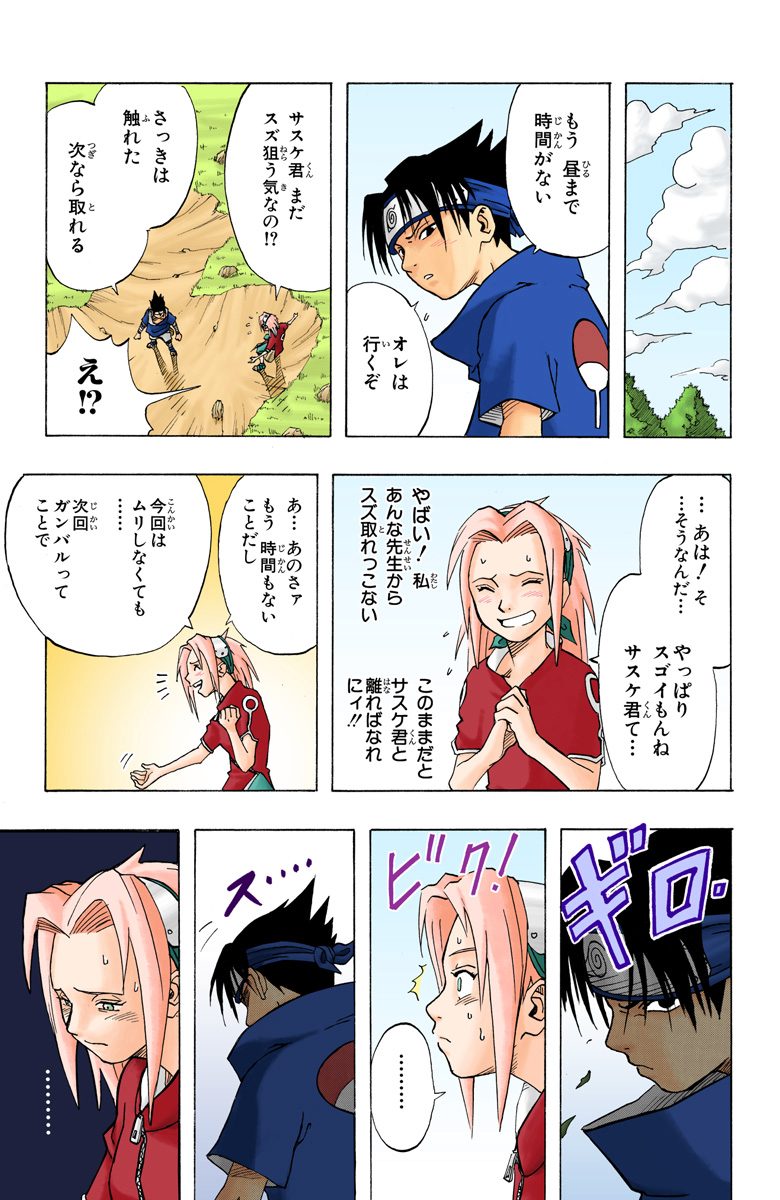 もう 昼まで
時間がない
オレは
行くぞ
サスケ君 まだ
スズ狙う気なの!?
さっきは
触れた
次なら取れる
え!?
…あは！そ
…そうなんだ…
やっぱり
スゴイもんね
サスケ君て…
やばい！ 私
あんな先生から
スズ取れっこない
このままだと
サスケ君と
離ればなれ
にィ!!
あ…あのさァ
もう 時間もない
ことだし
今回は
ムリしなくても
……
次回
ガンバルって
ことで
ギロ.
ビク！
………
ス....
………